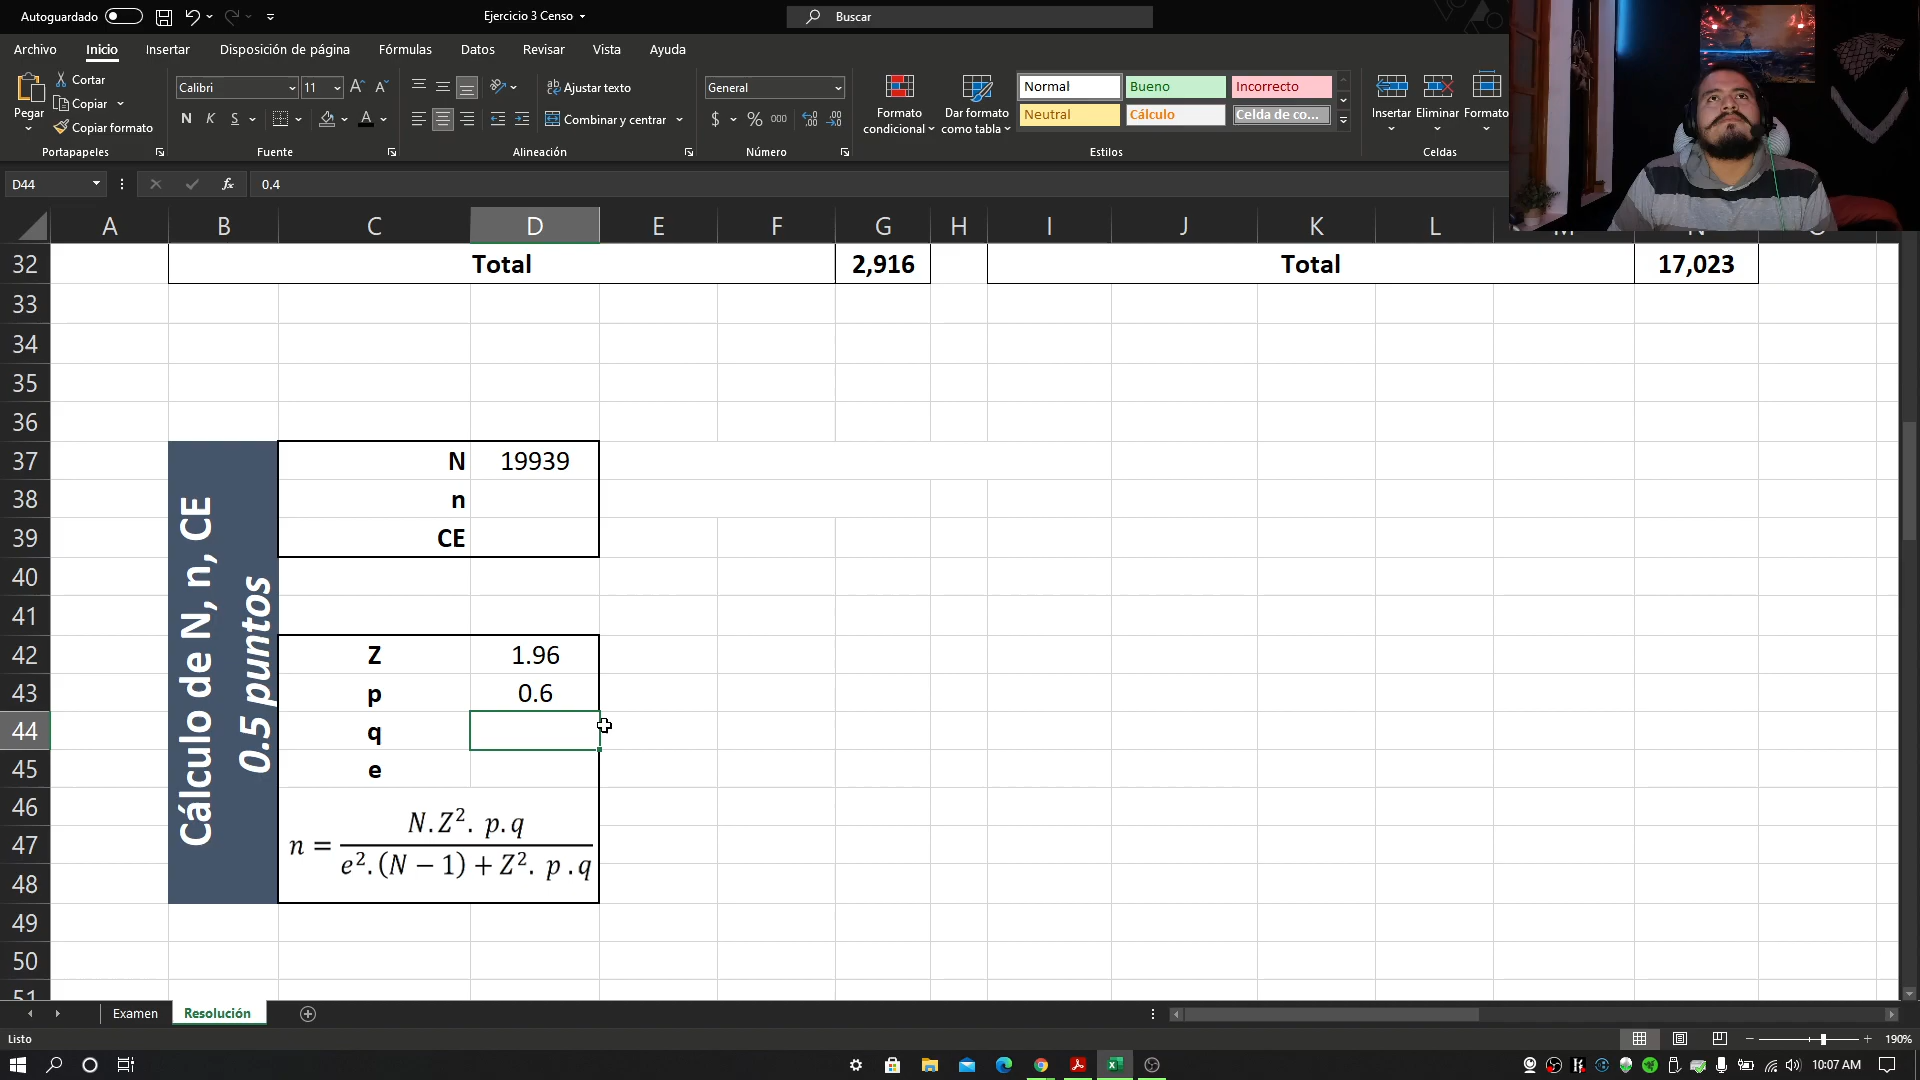 Autoguardado
Ejercicio 3 Censo
Buscar
Archivo Inicio Insertar Disposición de página Fórmulas Datos Revisar Vista Ayuda
Pegar
Cortar
Copiar
Copiar formato
Portapapeles
Calibri 11
N K S
Fuente
Ajustar texto
Combinar y centrar
Alineación
General
$ % 000
Número
Formato condicional
Dar formato como tabla
Normal Bueno Incorrecto
Neutral Cálculo Celda de co...
Estilos
Insertar Eliminar Formato
Celdas
D44 fx 0.4
A B C D E F G H I J K L
32 Total 2,916 Total 17,023
33
34
35
36
37 N 19939
38 n
39 CE
40
41
42 Z 1.96
43 p 0.6
44 q
45 e
46
47
48
49
50
51
Cálculo de N, n, CE
0.5 puntos
n = N.Z². p.q / e².(N − 1) + Z². p .q
Examen Resolución
Listo
190%
10:07 AM